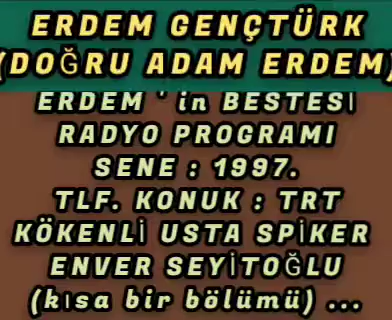 ERDEM GENÇTÜRK
(DOĞRU ADAM ERDEM)
ERDEM ' in BESTESİ
RADYO PROGRAMI
SENE : 1997.
TLF. KONUK : TRT
KÖKENLİ USTA SPİKER
ENVER SEYİTOĞLU
(kısa bir bölümü) ...